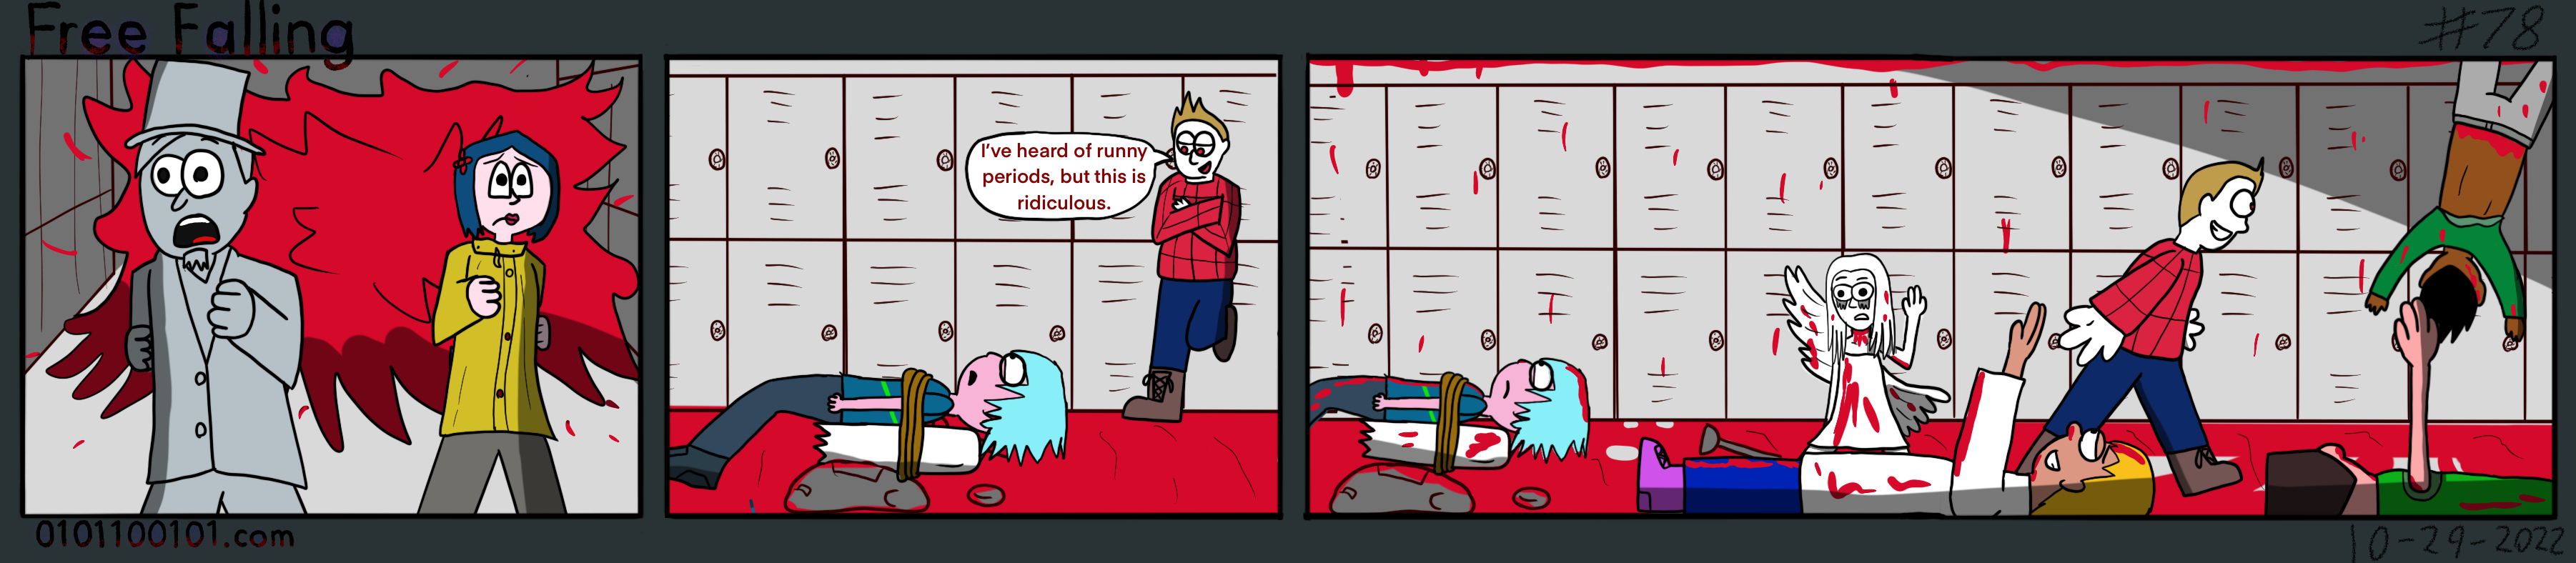 Free Falling
#78
I've heard of runny
periods, but this is
ridiculous.
0101100101.com
10-29-2022